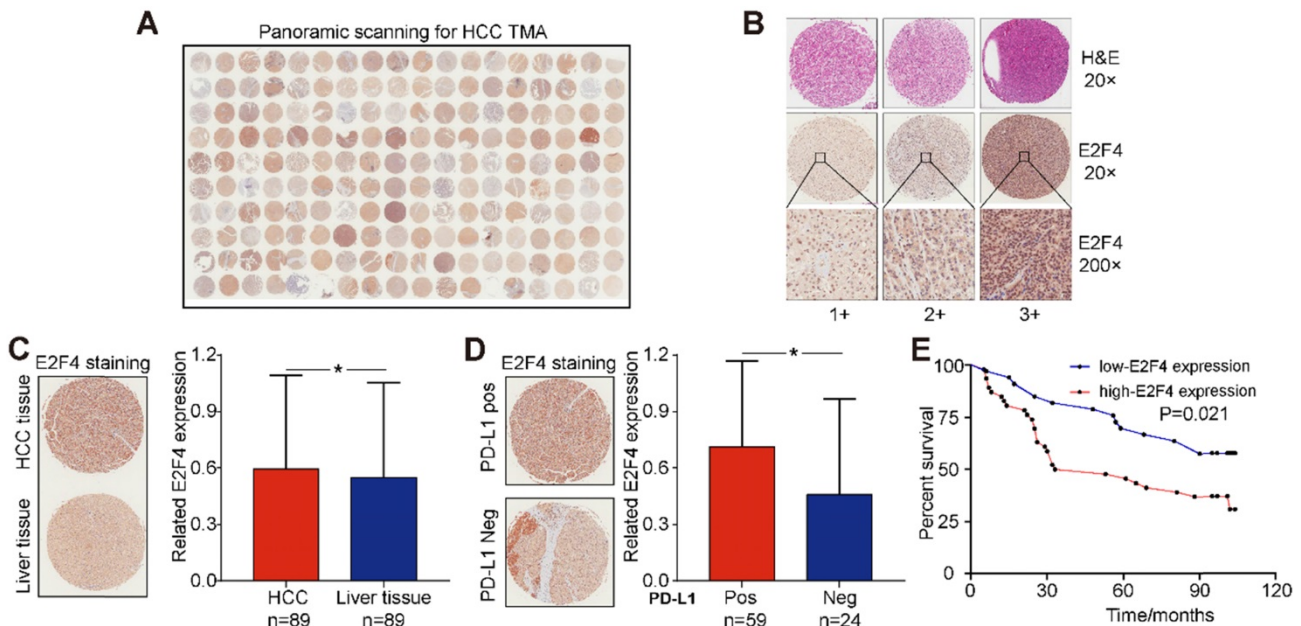 A
Panoramic scanning for HCC TMA
B
H&E
20×
E2F4
20×
E2F4
200×
1+
2+
3+
C
E2F4 staining
HCC tissue
Liver tissue
Related E2F4 expression
1.2
0.9
0.6
0.3
0.0
*
HCC
n=89
Liver tissue
n=89
D
E2F4 staining
PD-L1 pos
PD-L1 Neg
Related E2F4 expression
1.2
0.9
0.6
0.3
0.0
*
PD-L1
Pos
n=59
Neg
n=24
E
Percent survival
100
75
50
25
low-E2F4 expression
high-E2F4 expression
P=0.021
0
30
60
90
120
Time/months